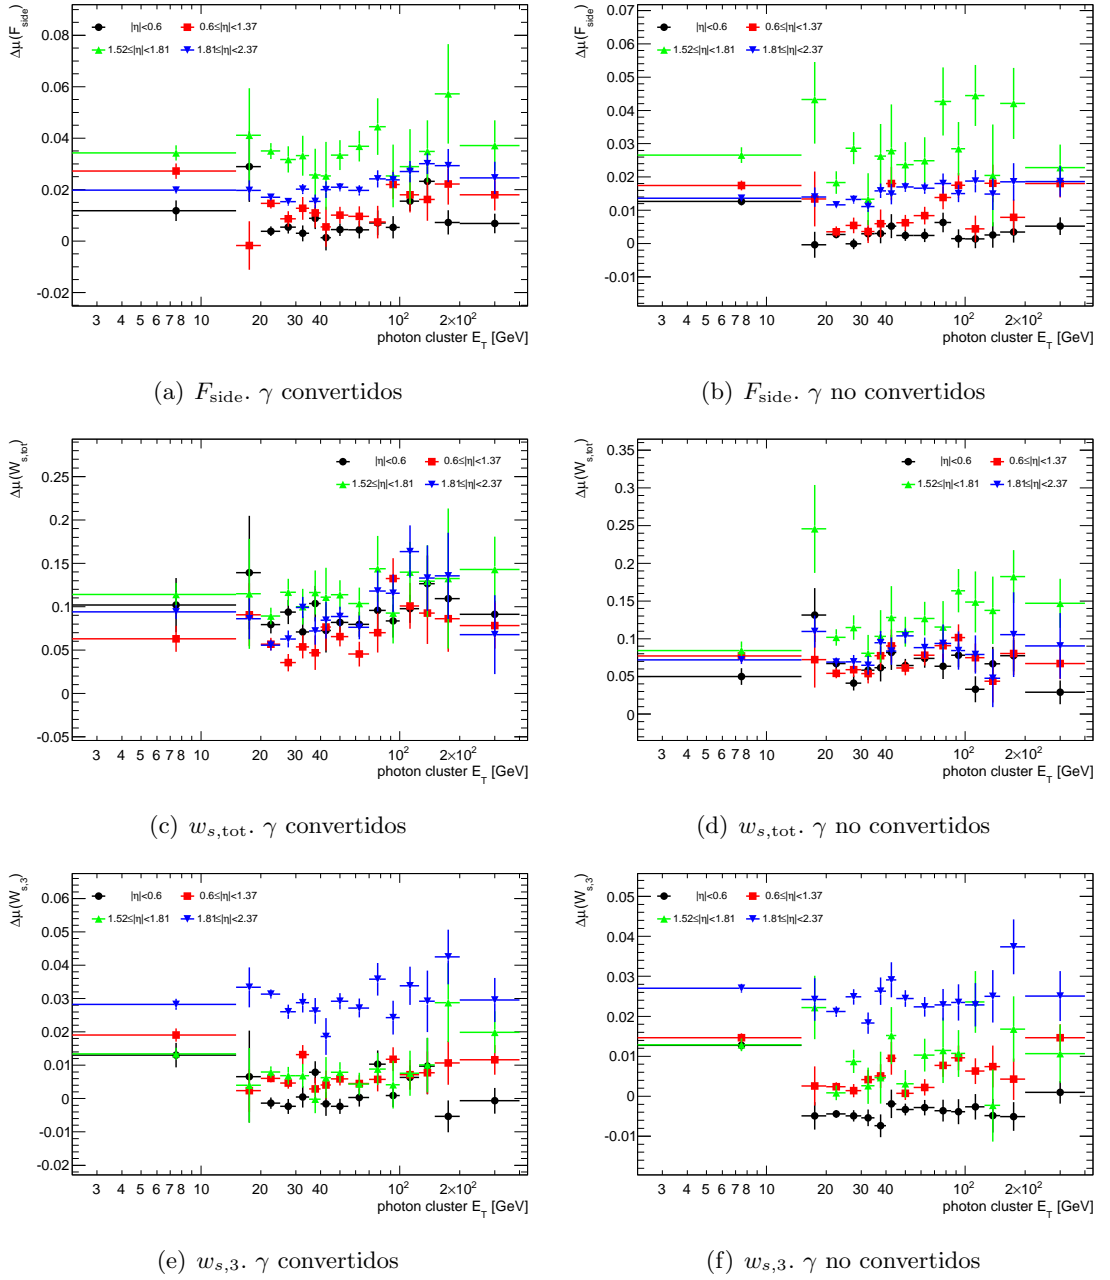 Δμ(F_side)
|η|<0.6 0.6≤|η|<1.37
1.52≤|η|<1.81 1.81≤|η|<2.37
0.08
0.06
0.04
0.02
0
-0.02
3 4 5 6 7 8 10 20 30 40 10² 2×10²
photon cluster E_T [GeV]
(a) F_side. γ convertidos
Δμ(F_side)
|η|<0.6 0.6≤|η|<1.37
1.52≤|η|<1.81 1.81≤|η|<2.37
0.07
0.06
0.05
0.04
0.03
0.02
0.01
0
-0.01
3 4 5 6 7 8 10 20 30 40 10² 2×10²
photon cluster E_T [GeV]
(b) F_side. γ no convertidos
Δμ(W_s,tot)
|η|<0.6 0.6≤|η|<1.37
1.52≤|η|<1.81 1.81≤|η|<2.37
0.25
0.2
0.15
0.1
0.05
0
-0.05
3 4 5 6 7 8 10 20 30 40 10² 2×10²
photon cluster E_T [GeV]
(c) w_s,tot. γ convertidos
Δμ(W_s,tot)
|η|<0.6 0.6≤|η|<1.37
1.52≤|η|<1.81 1.81≤|η|<2.37
0.35
0.3
0.25
0.2
0.15
0.1
0.05
0
3 4 5 6 7 8 10 20 30 40 10² 2×10²
photon cluster E_T [GeV]
(d) w_s,tot. γ no convertidos
Δμ(W_s,3)
|η|<0.6 0.6≤|η|<1.37
1.52≤|η|<1.81 1.81≤|η|<2.37
0.06
0.05
0.04
0.03
0.02
0.01
0
-0.01
-0.02
3 4 5 6 7 8 10 20 30 40 10² 2×10²
photon cluster E_T [GeV]
(e) w_s,3. γ convertidos
Δμ(W_s,3)
|η|<0.6 0.6≤|η|<1.37
1.52≤|η|<1.81 1.81≤|η|<2.37
0.05
0.04
0.03
0.02
0.01
0
-0.01
3 4 5 6 7 8 10 20 30 40 10² 2×10²
photon cluster E_T [GeV]
(f) w_s,3. γ no convertidos